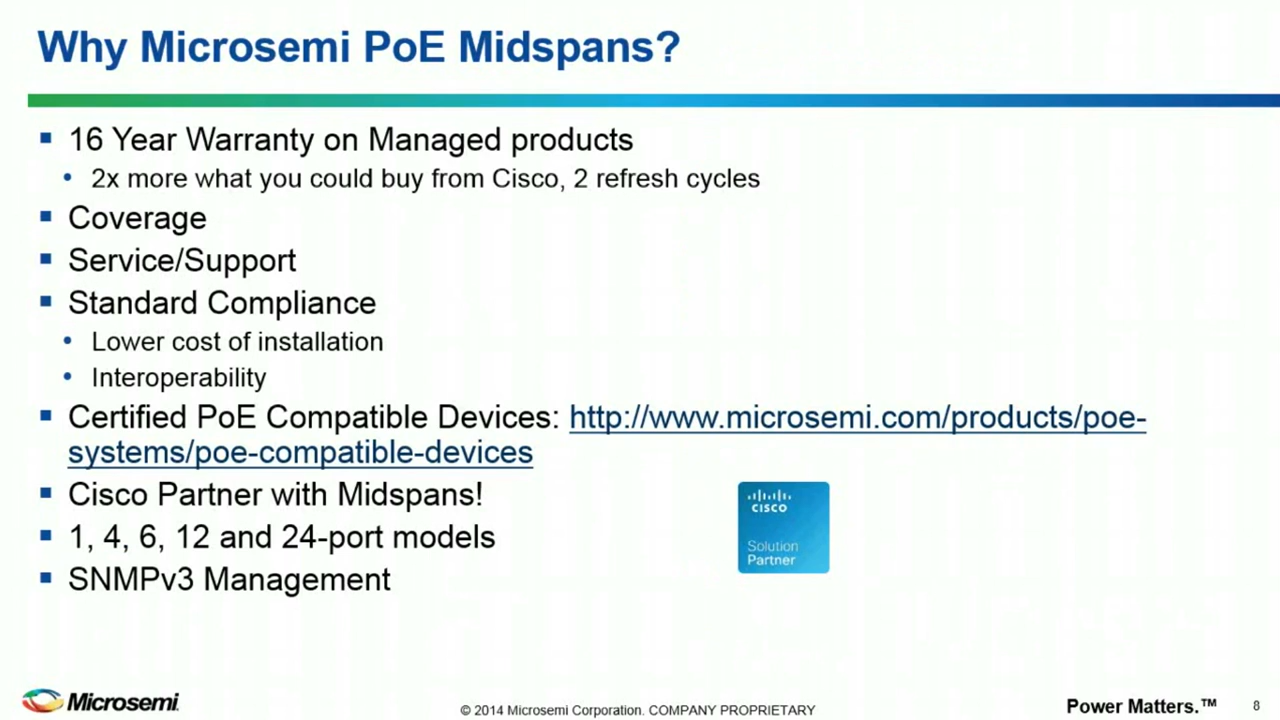 Why Microsemi PoE Midspans?
16 Year Warranty on Managed products
2x more what you could buy from Cisco, 2 refresh cycles
Coverage
Service/Support
Standard Compliance
Lower cost of installation
Interoperability
Certified PoE Compatible Devices: http://www.microsemi.com/products/poe-
systems/poe-compatible-devices
Cisco Partner with Midspans!
1, 4, 6, 12 and 24-port models
SNMPv3 Management
CISCO
Solution
Partner
Microsemi
© 2014 Microsemi Corporation. COMPANY PROPRIETARY
Power Matters.™
8